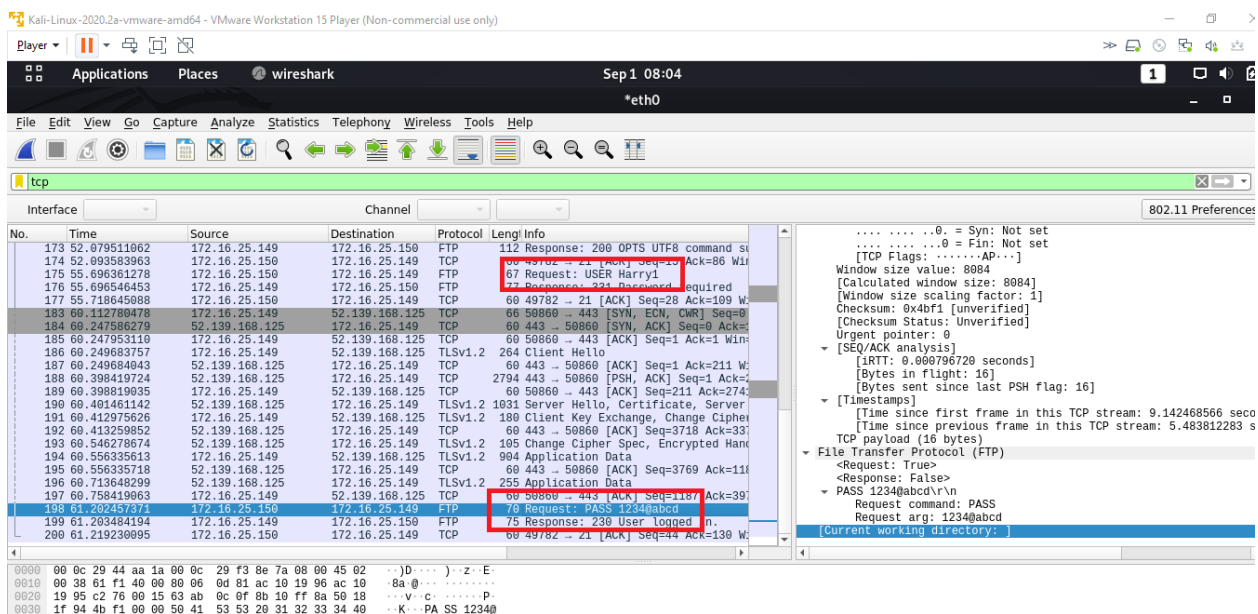 Kali-Linux-2020.2a-vmware-amd64 - VMware Workstation 15 Player (Non-commercial use only)
Player
Applications Places wireshark Sep 1 08:04 1
*eth0
File Edit View Go Capture Analyze Statistics Telephony Wireless Tools Help
tcp
Interface Channel 802.11 Preferences
No. Time Source Destination Protocol Lengt Info
173 52.079511062 172.16.25.149 172.16.25.150 FTP 112 Response: 200 OPTS UTF8 command su
174 52.093583963 172.16.25.150 172.16.25.149 TCP 60 49782 → 21 [ACK] Seq=15 Ack=86 Win
175 55.696361278 172.16.25.150 172.16.25.149 FTP 67 Request: USER Harry1
176 55.696546453 172.16.25.149 172.16.25.150 FTP 77 Response: 331 Password required
177 55.718645088 172.16.25.150 172.16.25.149 TCP 60 49782 → 21 [ACK] Seq=28 Ack=109 W
183 60.112780478 172.16.25.149 52.139.168.125 TCP 66 50860 → 443 [SYN, ECN, CWR] Seq=0
184 60.247586279 52.139.168.125 172.16.25.149 TCP 60 443 → 50860 [SYN, ACK] Seq=0 Ack=
185 60.247953110 172.16.25.149 52.139.168.125 TCP 60 50860 → 443 [ACK] Seq=1 Ack=1 Win=
186 60.249683757 172.16.25.149 52.139.168.125 TLSv1.2 264 Client Hello
187 60.249684043 52.139.168.125 172.16.25.149 TCP 60 443 → 50860 [ACK] Seq=1 Ack=211 W
188 60.398419724 52.139.168.125 172.16.25.149 TCP 2794 443 → 50860 [PSH, ACK] Seq=1 Ack=2
189 60.398819035 172.16.25.149 52.139.168.125 TCP 60 50860 → 443 [ACK] Seq=211 Ack=274
190 60.401461142 52.139.168.125 172.16.25.149 TLSv1.2 1031 Server Hello, Certificate, Server
191 60.412975626 172.16.25.149 52.139.168.125 TLSv1.2 180 Client Key Exchange, Change Cipher
192 60.413259852 52.139.168.125 172.16.25.149 TCP 60 443 → 50860 [ACK] Seq=3718 Ack=33
193 60.546278674 52.139.168.125 172.16.25.149 TLSv1.2 105 Change Cipher Spec, Encrypted Hand
194 60.556335613 172.16.25.149 52.139.168.125 TLSv1.2 904 Application Data
195 60.556335718 52.139.168.125 172.16.25.149 TCP 60 443 → 50860 [ACK] Seq=3769 Ack=118
196 60.713648299 52.139.168.125 172.16.25.149 TLSv1.2 255 Application Data
197 60.758419063 172.16.25.149 52.139.168.125 TCP 60 50860 → 443 [ACK] Seq=1187 Ack=39
198 61.202457371 172.16.25.150 172.16.25.149 FTP 70 Request: PASS 1234@abcd
199 61.203484194 172.16.25.149 172.16.25.150 FTP 75 Response: 230 User logged in.
200 61.219230095 172.16.25.150 172.16.25.149 TCP 60 49782 → 21 [ACK] Seq=44 Ack=130 W
.... .... ..0. = Syn: Not set
.... .... ...0 = Fin: Not set
[TCP Flags: ·······AP···]
Window size value: 8084
[Calculated window size: 8084]
[Window size scaling factor: 1]
Checksum: 0x4bf1 [unverified]
[Checksum Status: Unverified]
Urgent pointer: 0
[SEQ/ACK analysis]
[iRTT: 0.000796720 seconds]
[Bytes in flight: 16]
[Bytes sent since last PSH flag: 16]
[Timestamps]
[Time since first frame in this TCP stream: 9.142468566 seco
[Time since previous frame in this TCP stream: 5.483812283 s
TCP payload (16 bytes)
File Transfer Protocol (FTP)
<Request: True>
<Response: False>
PASS 1234@abcd\r\n
Request command: PASS
Request arg: 1234@abcd
[Current working directory: ]
0000 00 0c 29 44 aa 1a 00 0c 29 f3 8e 7a 08 00 45 02 ··)D···· )··z··E·
0010 00 38 61 f1 40 00 80 06 0d 81 ac 10 19 96 ac 10 ·8a·@··· ········
0020 19 95 c2 76 00 15 63 ab 0c 0f 8b 10 ff 8a 50 18 ···v··c· ······P·
0030 1f 94 4b f1 00 00 50 41 53 53 20 31 32 33 34 40 ··K···PA SS 1234@